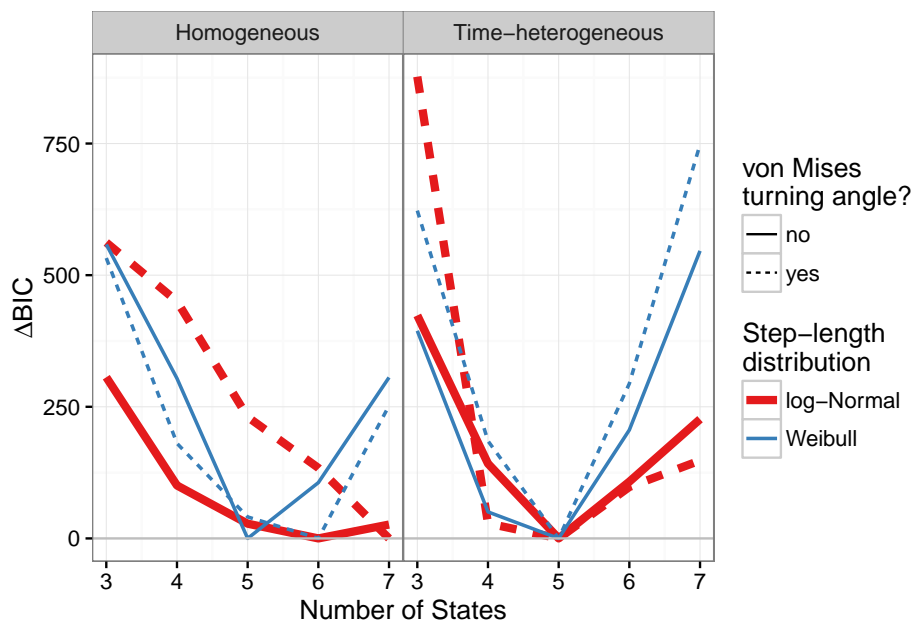 Homogeneous
Time−heterogeneous
750
500
250
0
ΔBIC
3 4 5 6 7
3 4 5 6 7
Number of States
von Mises
turning angle?
no
yes
Step−length
distribution
log−Normal
Weibull